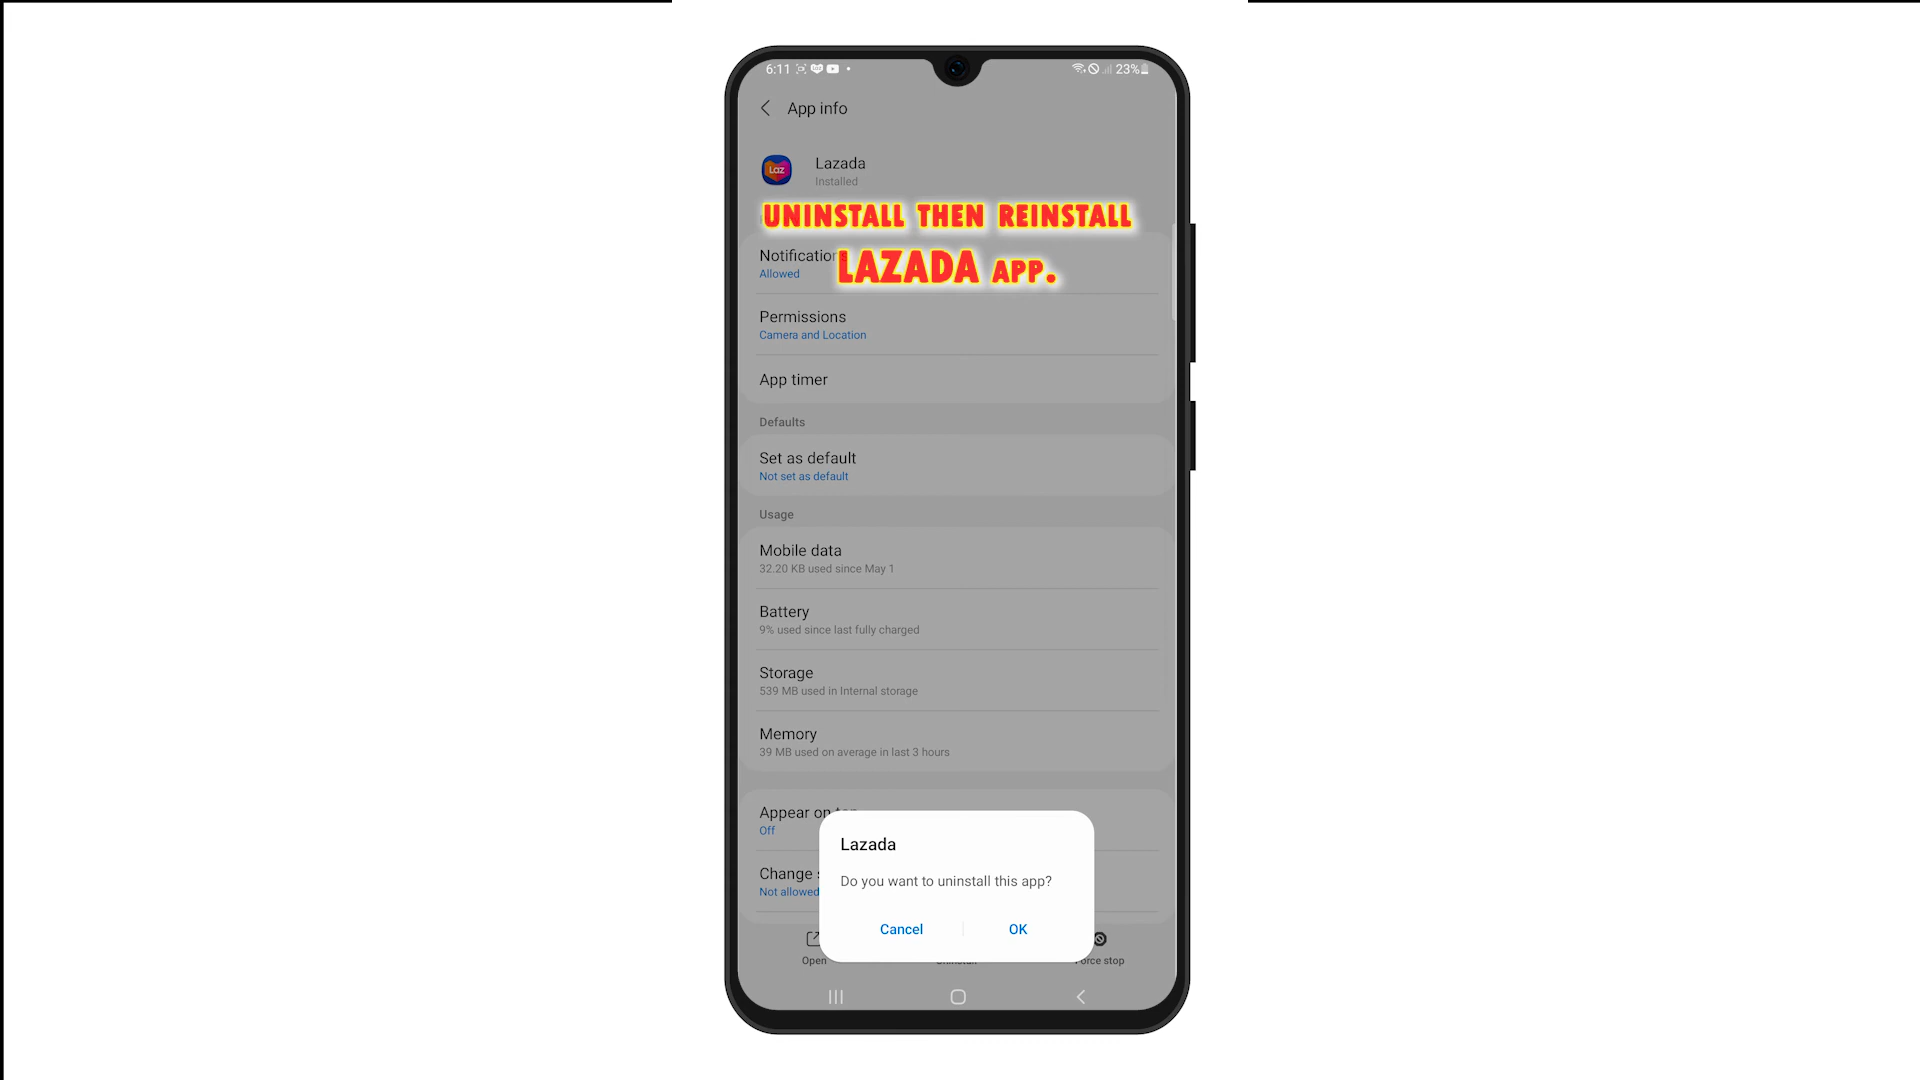 6:11
23%
App info
Laz
Lazada
Installed
UNINSTALL THEN REINSTALL
LAZADA APP.
Notification
Allowed
Permissions
Camera and Location
App timer
Defaults
Set as default
Not set as default
Usage
Mobile data
32.20 KB used since May 1
Battery
9% used since last fully charged
Storage
539 MB used in Internal storage
Memory
39 MB used on average in last 3 hours
Appear on top
Off
Change s
Not allowed
Lazada
Do you want to uninstall this app?
Cancel
OK
Open
Uninstall
Force stop